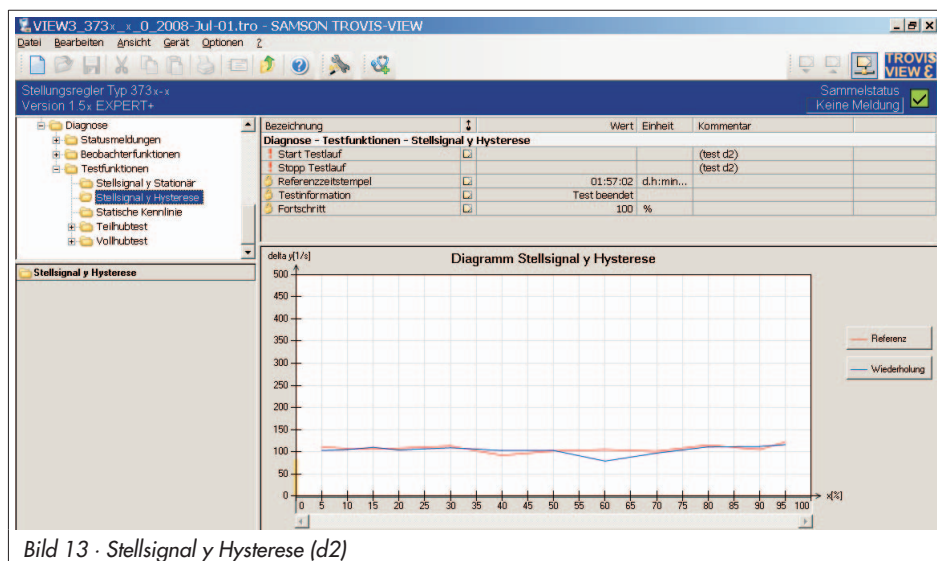 VIEW3_373x_x_0_2008-Jul-01.tro - SAMSON TROVIS-VIEW
Datei Bearbeiten Ansicht Gerät Optionen ?
TROVIS
VIEW 3
Stellungsregler Typ 373x-x
Version 1.5x EXPERT+
Sammelstatus
Keine Meldung
Diagnose
Statusmeldungen
Beobachterfunktionen
Testfunktionen
Stellsignal y Stationär
Stellsignal y Hysterese
Statische Kennlinie
Teilhubtest
Vollhubtest
Bezeichnung Wert Einheit Kommentar
Diagnose - Testfunktionen - Stellsignal y Hysterese
Start Testlauf (test d2)
Stopp Testlauf (test d2)
Referenzzeitstempel 01:57:02 d.h:min...
Testinformation Test beendet
Fortschritt 100 %
Stellsignal y Hysterese
delta y[1/s]
Diagramm Stellsignal y Hysterese
500
450
400
350
300
250
200
150
100
50
0
0 5 10 15 20 25 30 35 40 45 50 55 60 65 70 75 80 85 90 95 100
x[%]
Referenz
Wiederholung
Bild 13 · Stellsignal y Hysterese (d2)